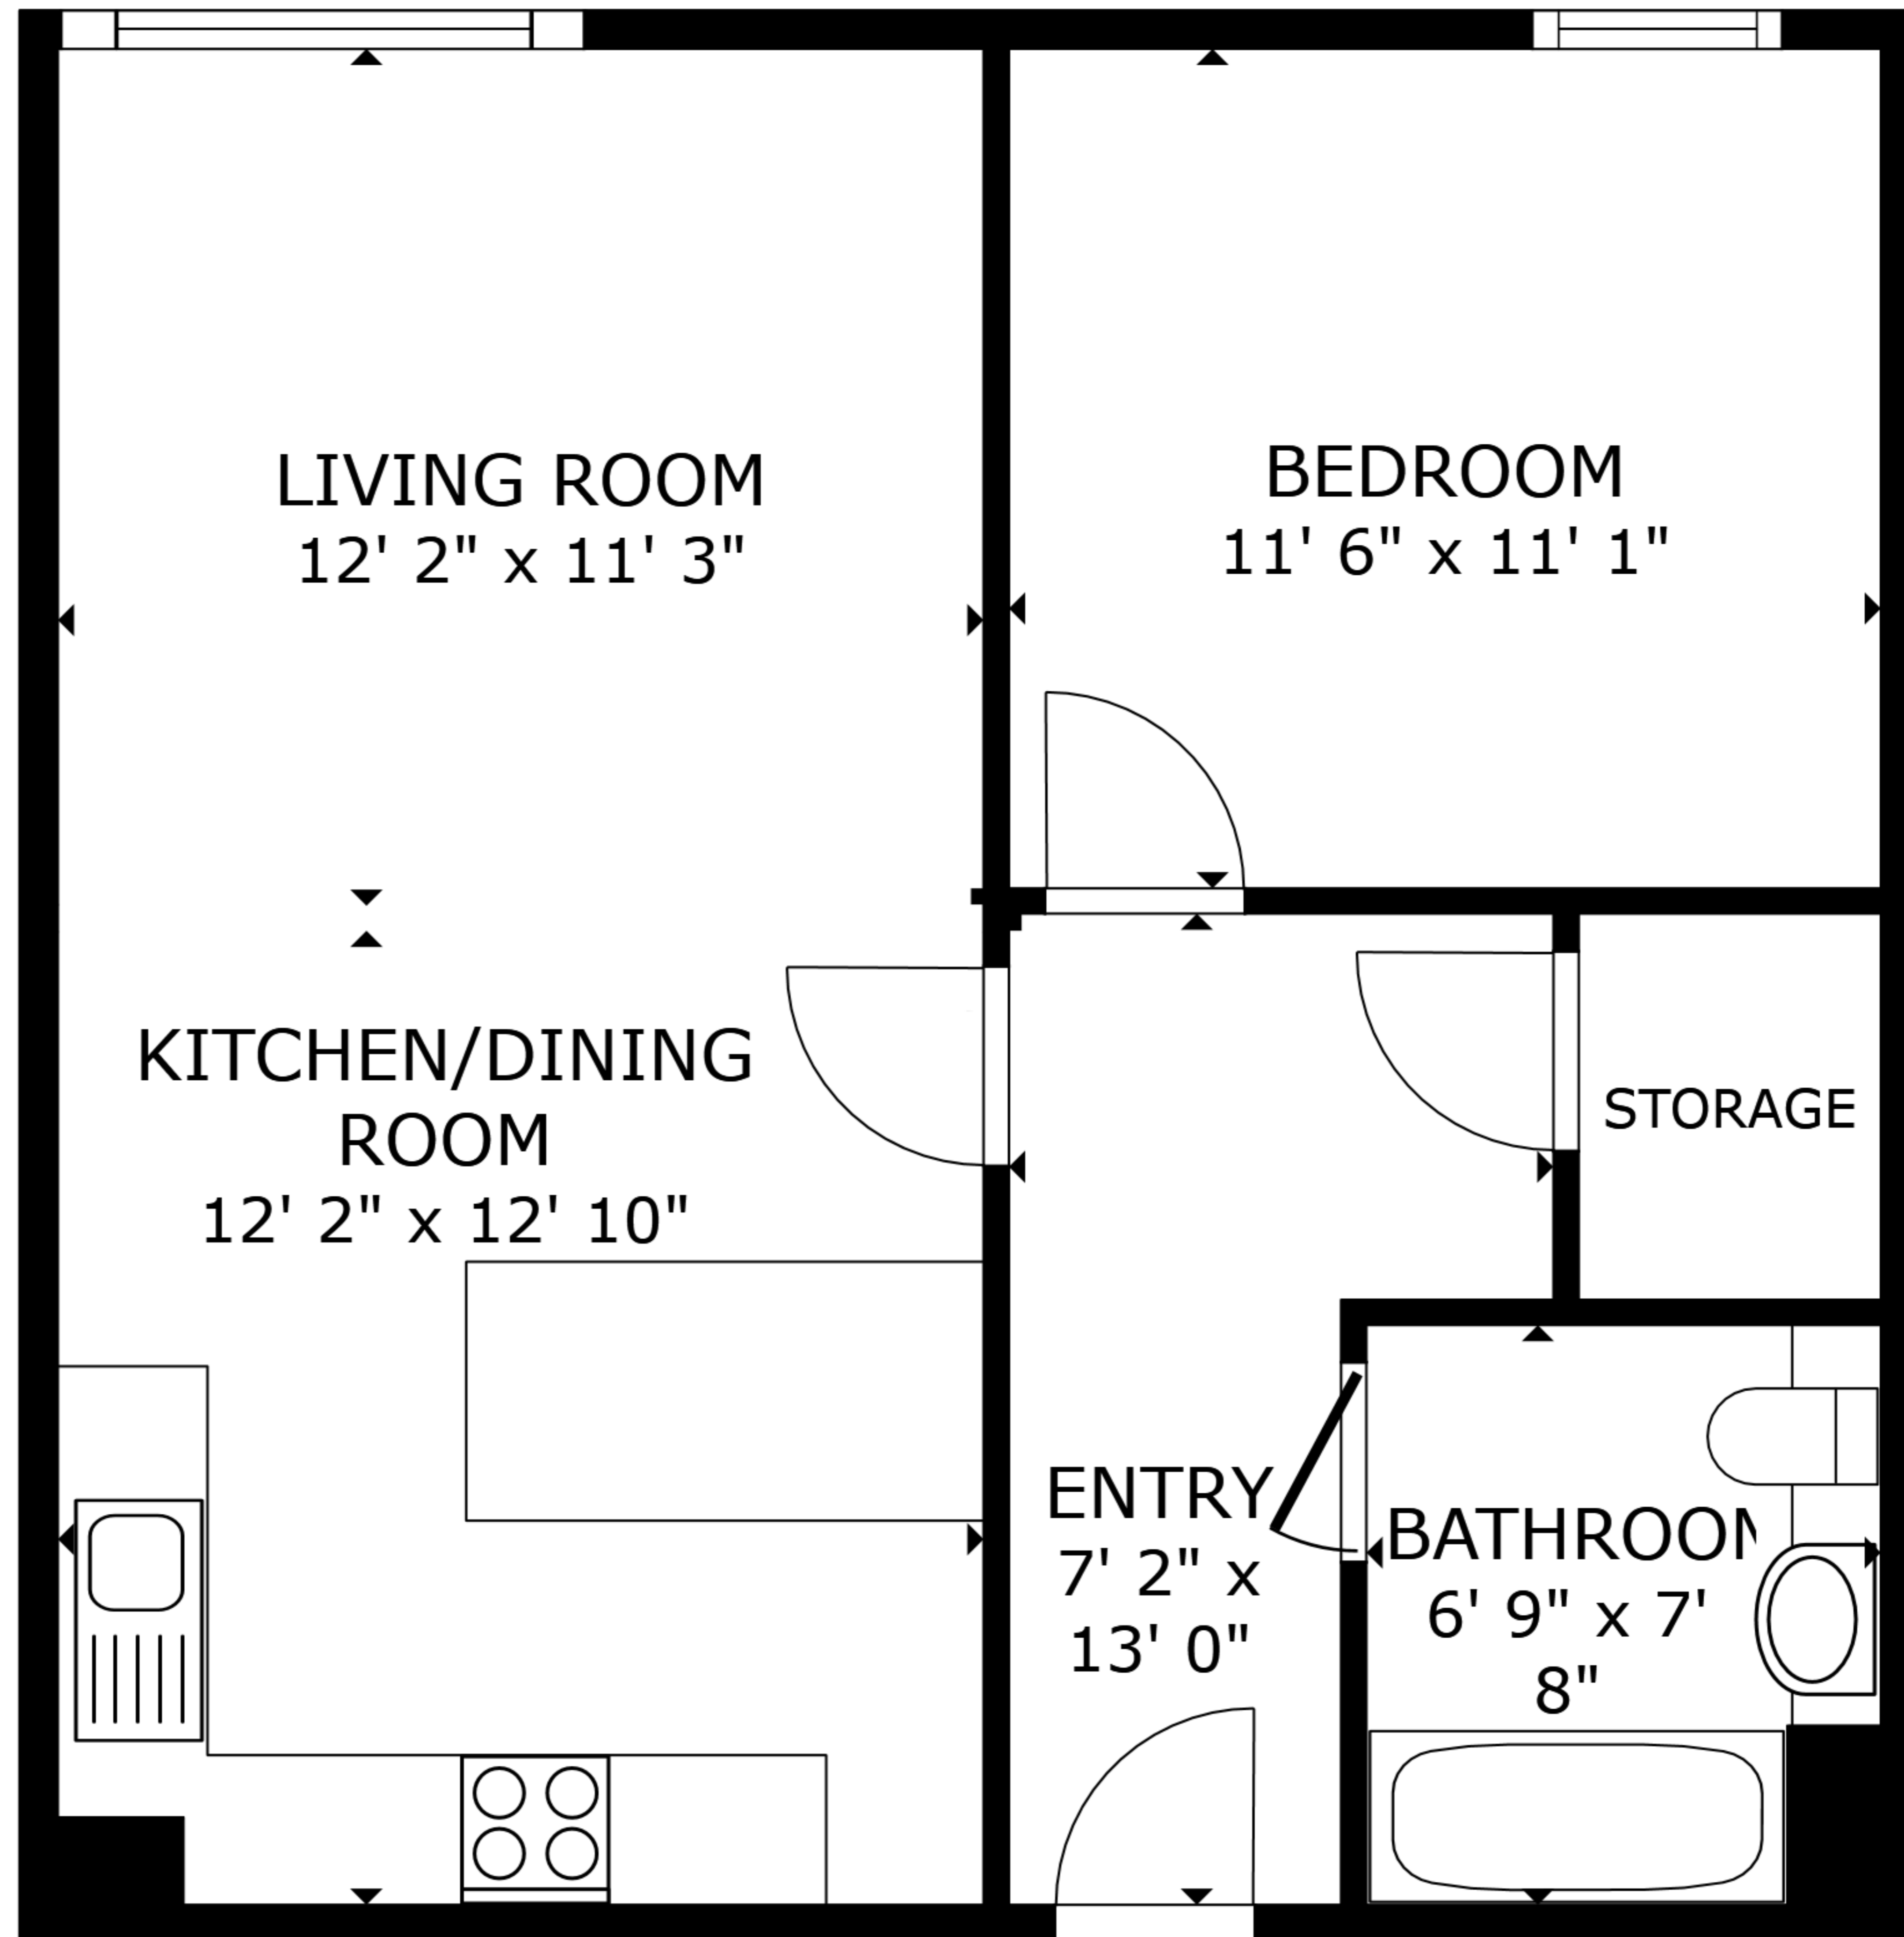 LIVING ROOM
12' 2" x 11' 3"
BEDROOM
11' 6" x 11' 1"
KITCHEN/DINING
ROOM
12' 2" x 12' 10"
STORAGE
ENTRY
7' 2" x
13' 0"
BATHROOM
6' 9" x 7'
8"